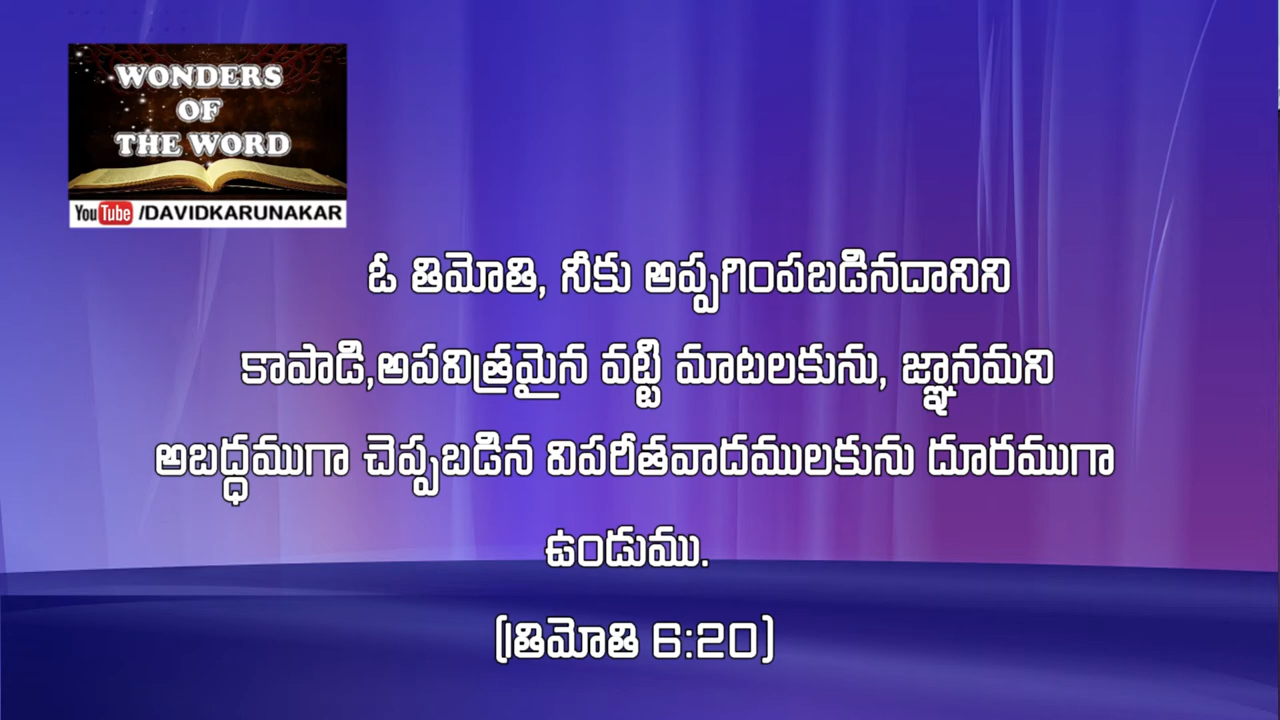 WONDERS
OF
THE WORD
YouTube /DAVIDKARUNAKAR
ఓ తిమోతి, నీకు అప్పగింపబడినదానిని
కాపాడి,అపవిత్రమైన వట్టి మాటలకును, జ్ఞానమని
అబద్ధముగా చెప్పబడిన విపరీతవాదములకును దూరముగా
ఉండుము.
(Iతిమోతి 6:20)